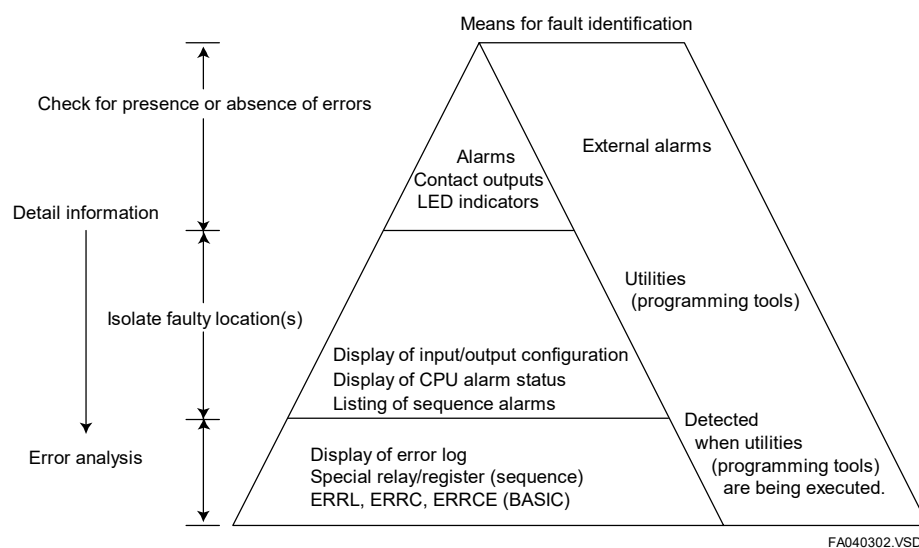 Means for fault identification
Check for presence or absence of errors
External alarms
Alarms
Contact outputs
LED indicators
Detail information
Utilities
(programming tools)
Isolate faulty location(s)
Display of input/output configuration
Display of CPU alarm status
Listing of sequence alarms
Detected
when utilities
(programming tools)
are being executed.
Error analysis
Display of error log
Special relay/register (sequence)
ERRL, ERRC, ERRCE (BASIC)
FA040302.VSD